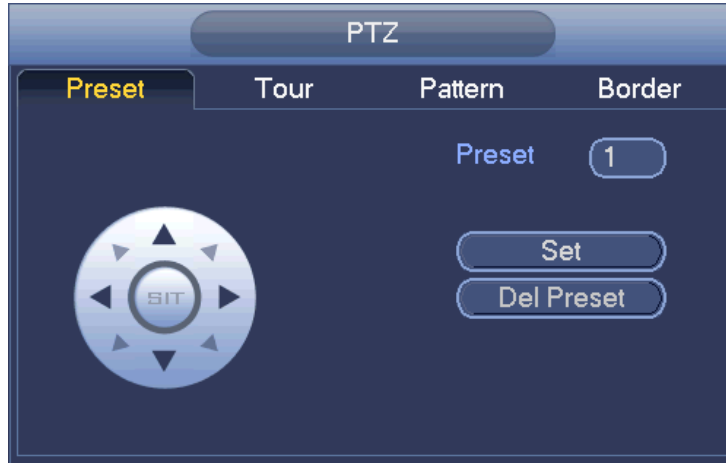 PTZ
Preset Tour Pattern Border
Preset 1
Set
SIT
Del Preset